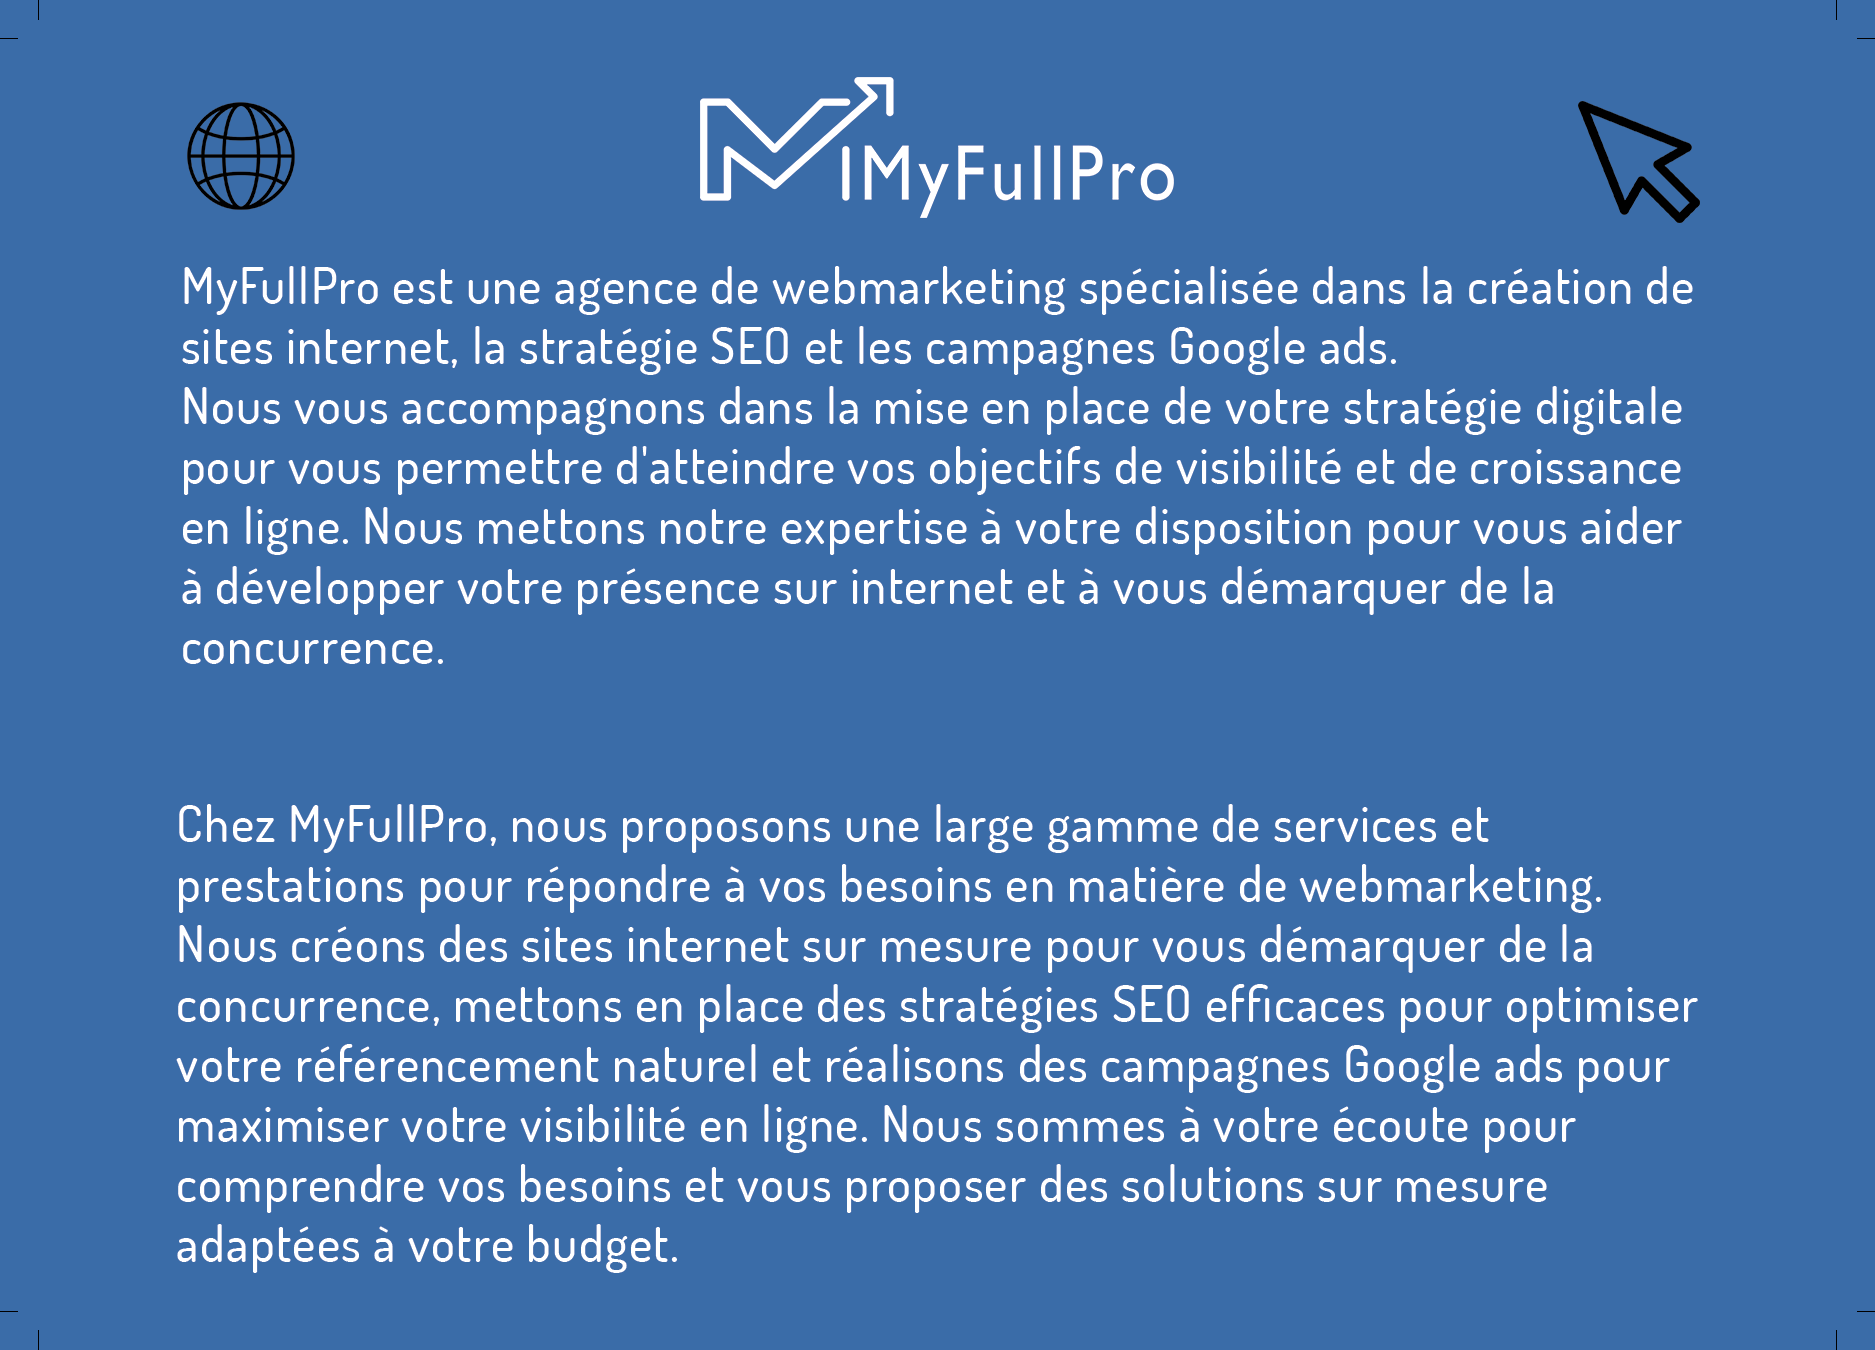 MyFullPro
MyFullPro est une agence de webmarketing spécialisée dans la création de
sites internet, la stratégie SEO et les campagnes Google ads.
Nous vous accompagnons dans la mise en place de votre stratégie digitale
pour vous permettre d'atteindre vos objectifs de visibilité et de croissance
en ligne. Nous mettons notre expertise à votre disposition pour vous aider
à développer votre présence sur internet et à vous démarquer de la
concurrence.
Chez MyFullPro, nous proposons une large gamme de services et
prestations pour répondre à vos besoins en matière de webmarketing.
Nous créons des sites internet sur mesure pour vous démarquer de la
concurrence, mettons en place des stratégies SEO efficaces pour optimiser
votre référencement naturel et réalisons des campagnes Google ads pour
maximiser votre visibilité en ligne. Nous sommes à votre écoute pour
comprendre vos besoins et vous proposer des solutions sur mesure
adaptées à votre budget.